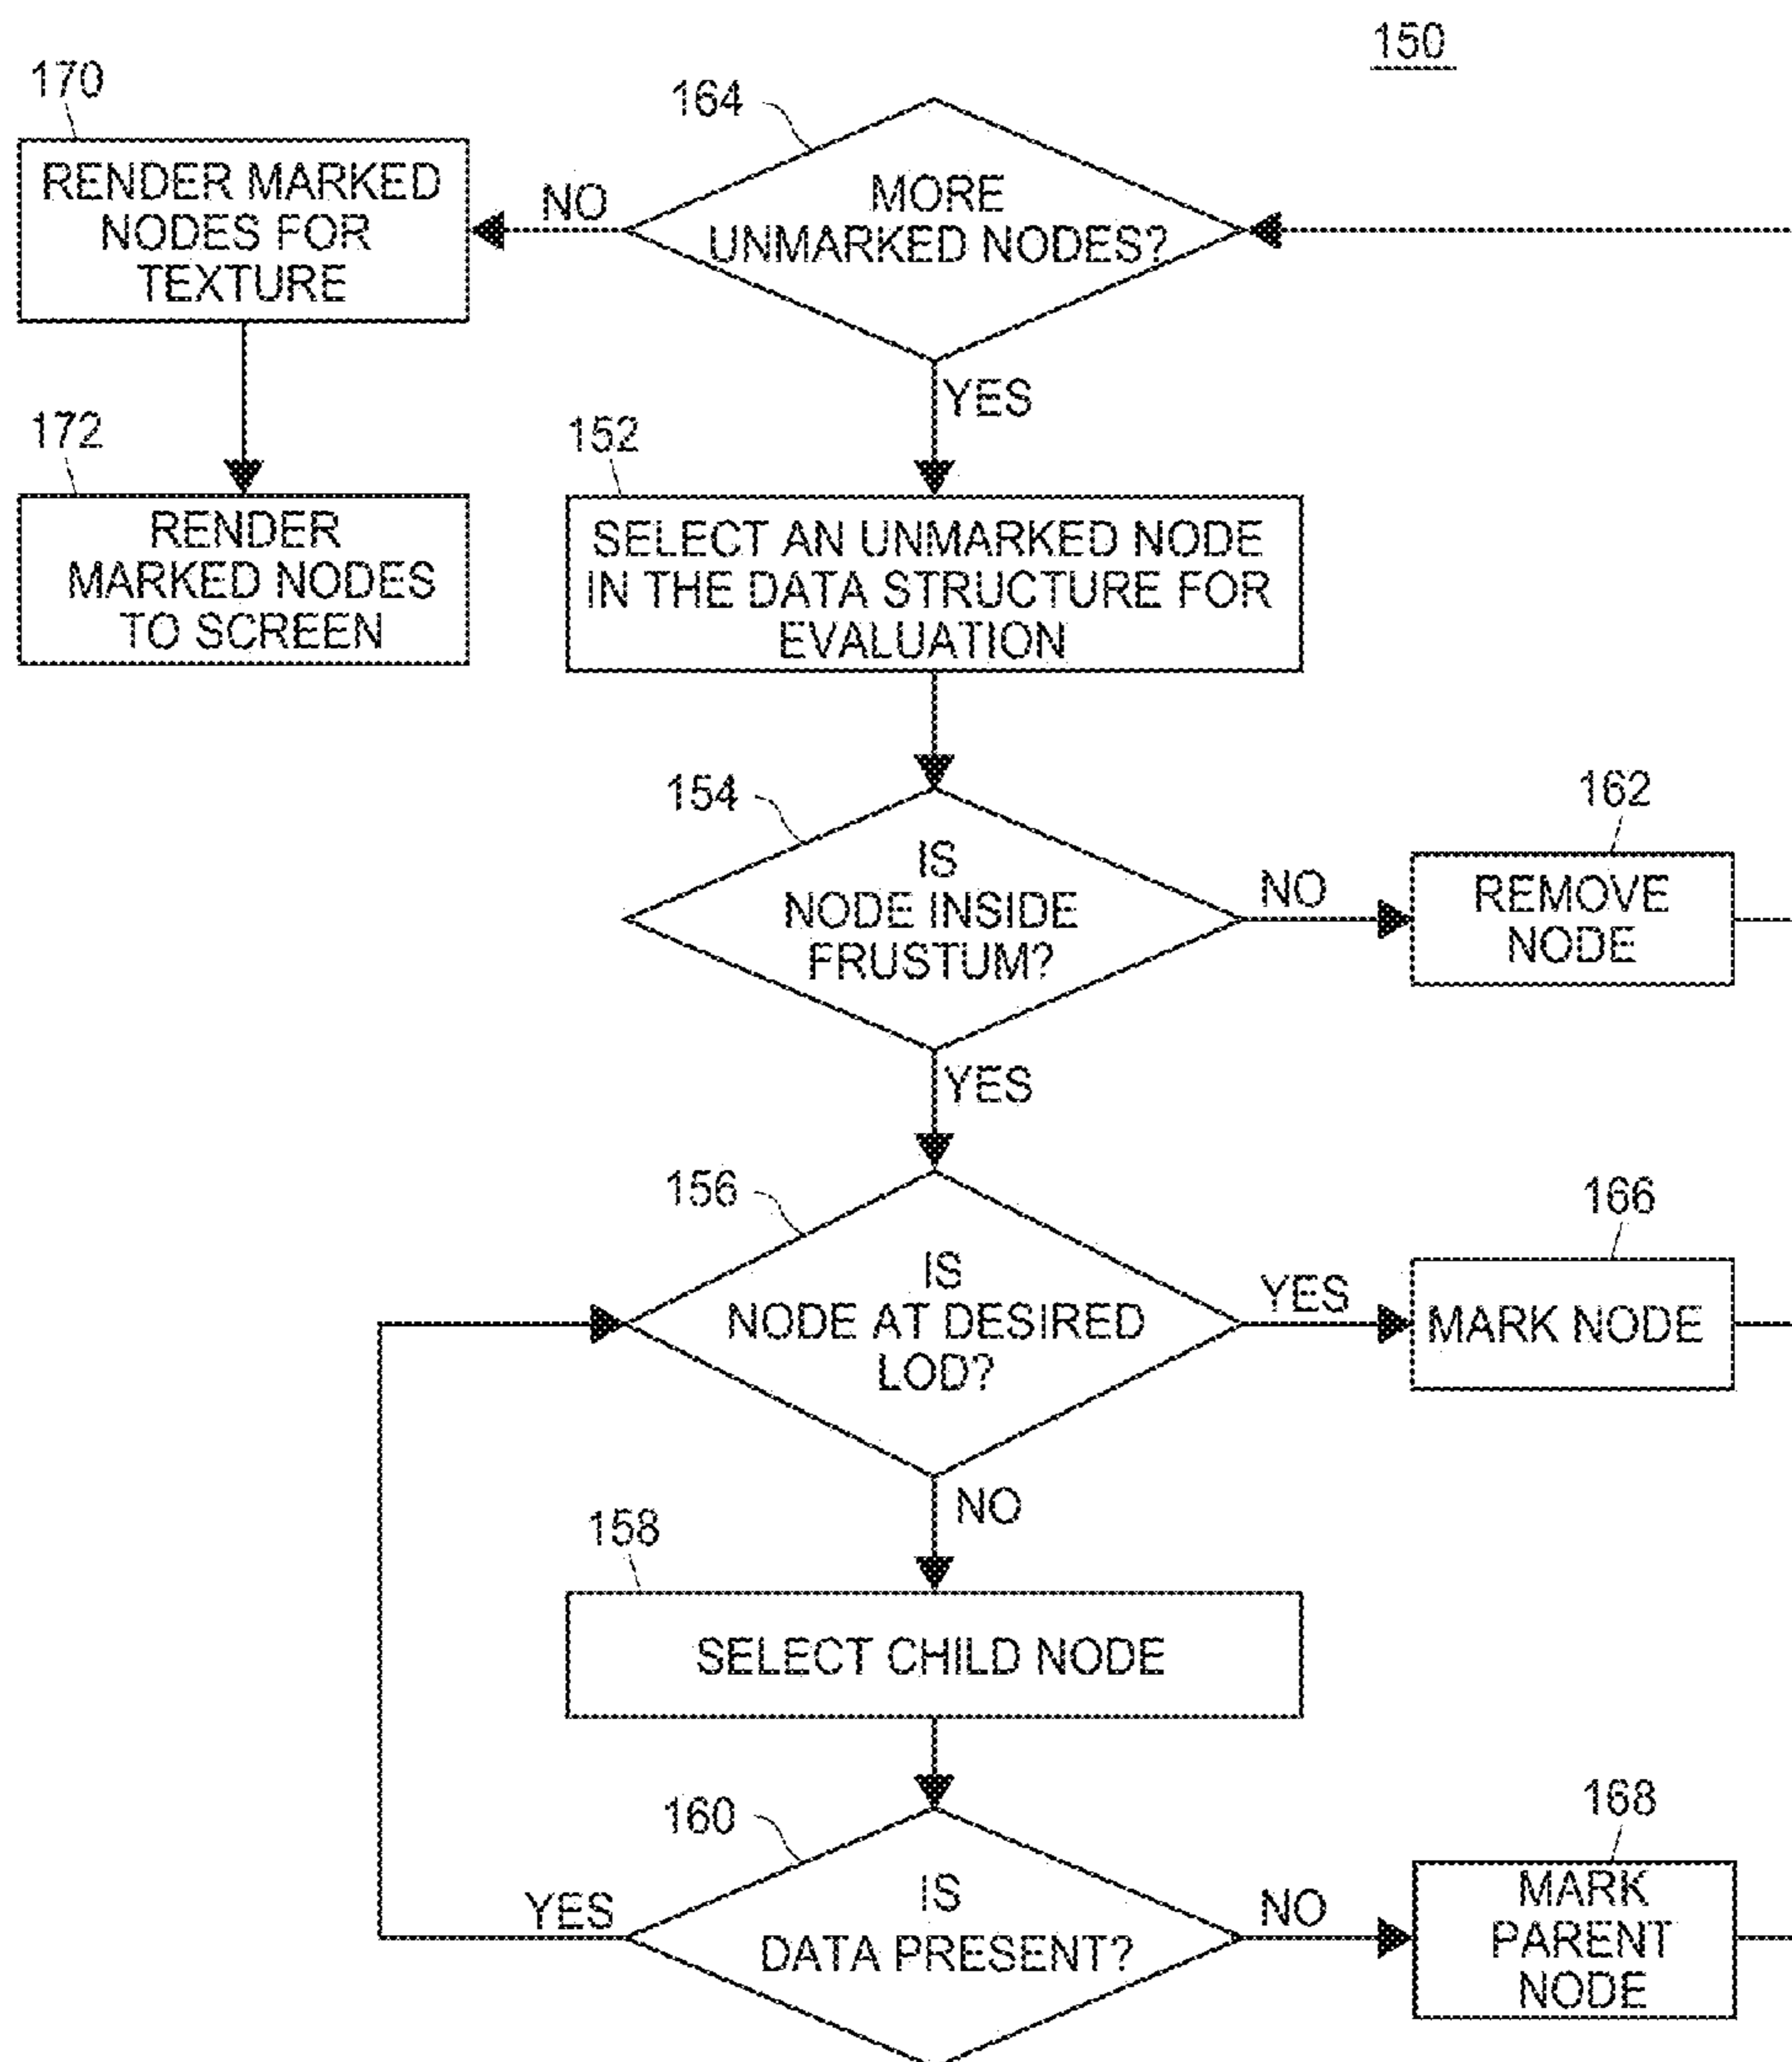 150
170
RENDER MARKED
NODES FOR
TEXTURE
164
MORE
UNMARKED NODES?
NO
YES
172
RENDER
MARKED NODES
TO SCREEN
152
SELECT AN UNMARKED NODE
IN THE DATA STRUCTURE FOR
EVALUATION
154
IS
NODE INSIDE
FRUSTUM?
NO
162
REMOVE
NODE
YES
156
IS
NODE AT DESIRED
LOD?
YES
166
MARK NODE
NO
158
SELECT CHILD NODE
160
IS
DATA PRESENT?
YES
NO
168
MARK
PARENT
NODE